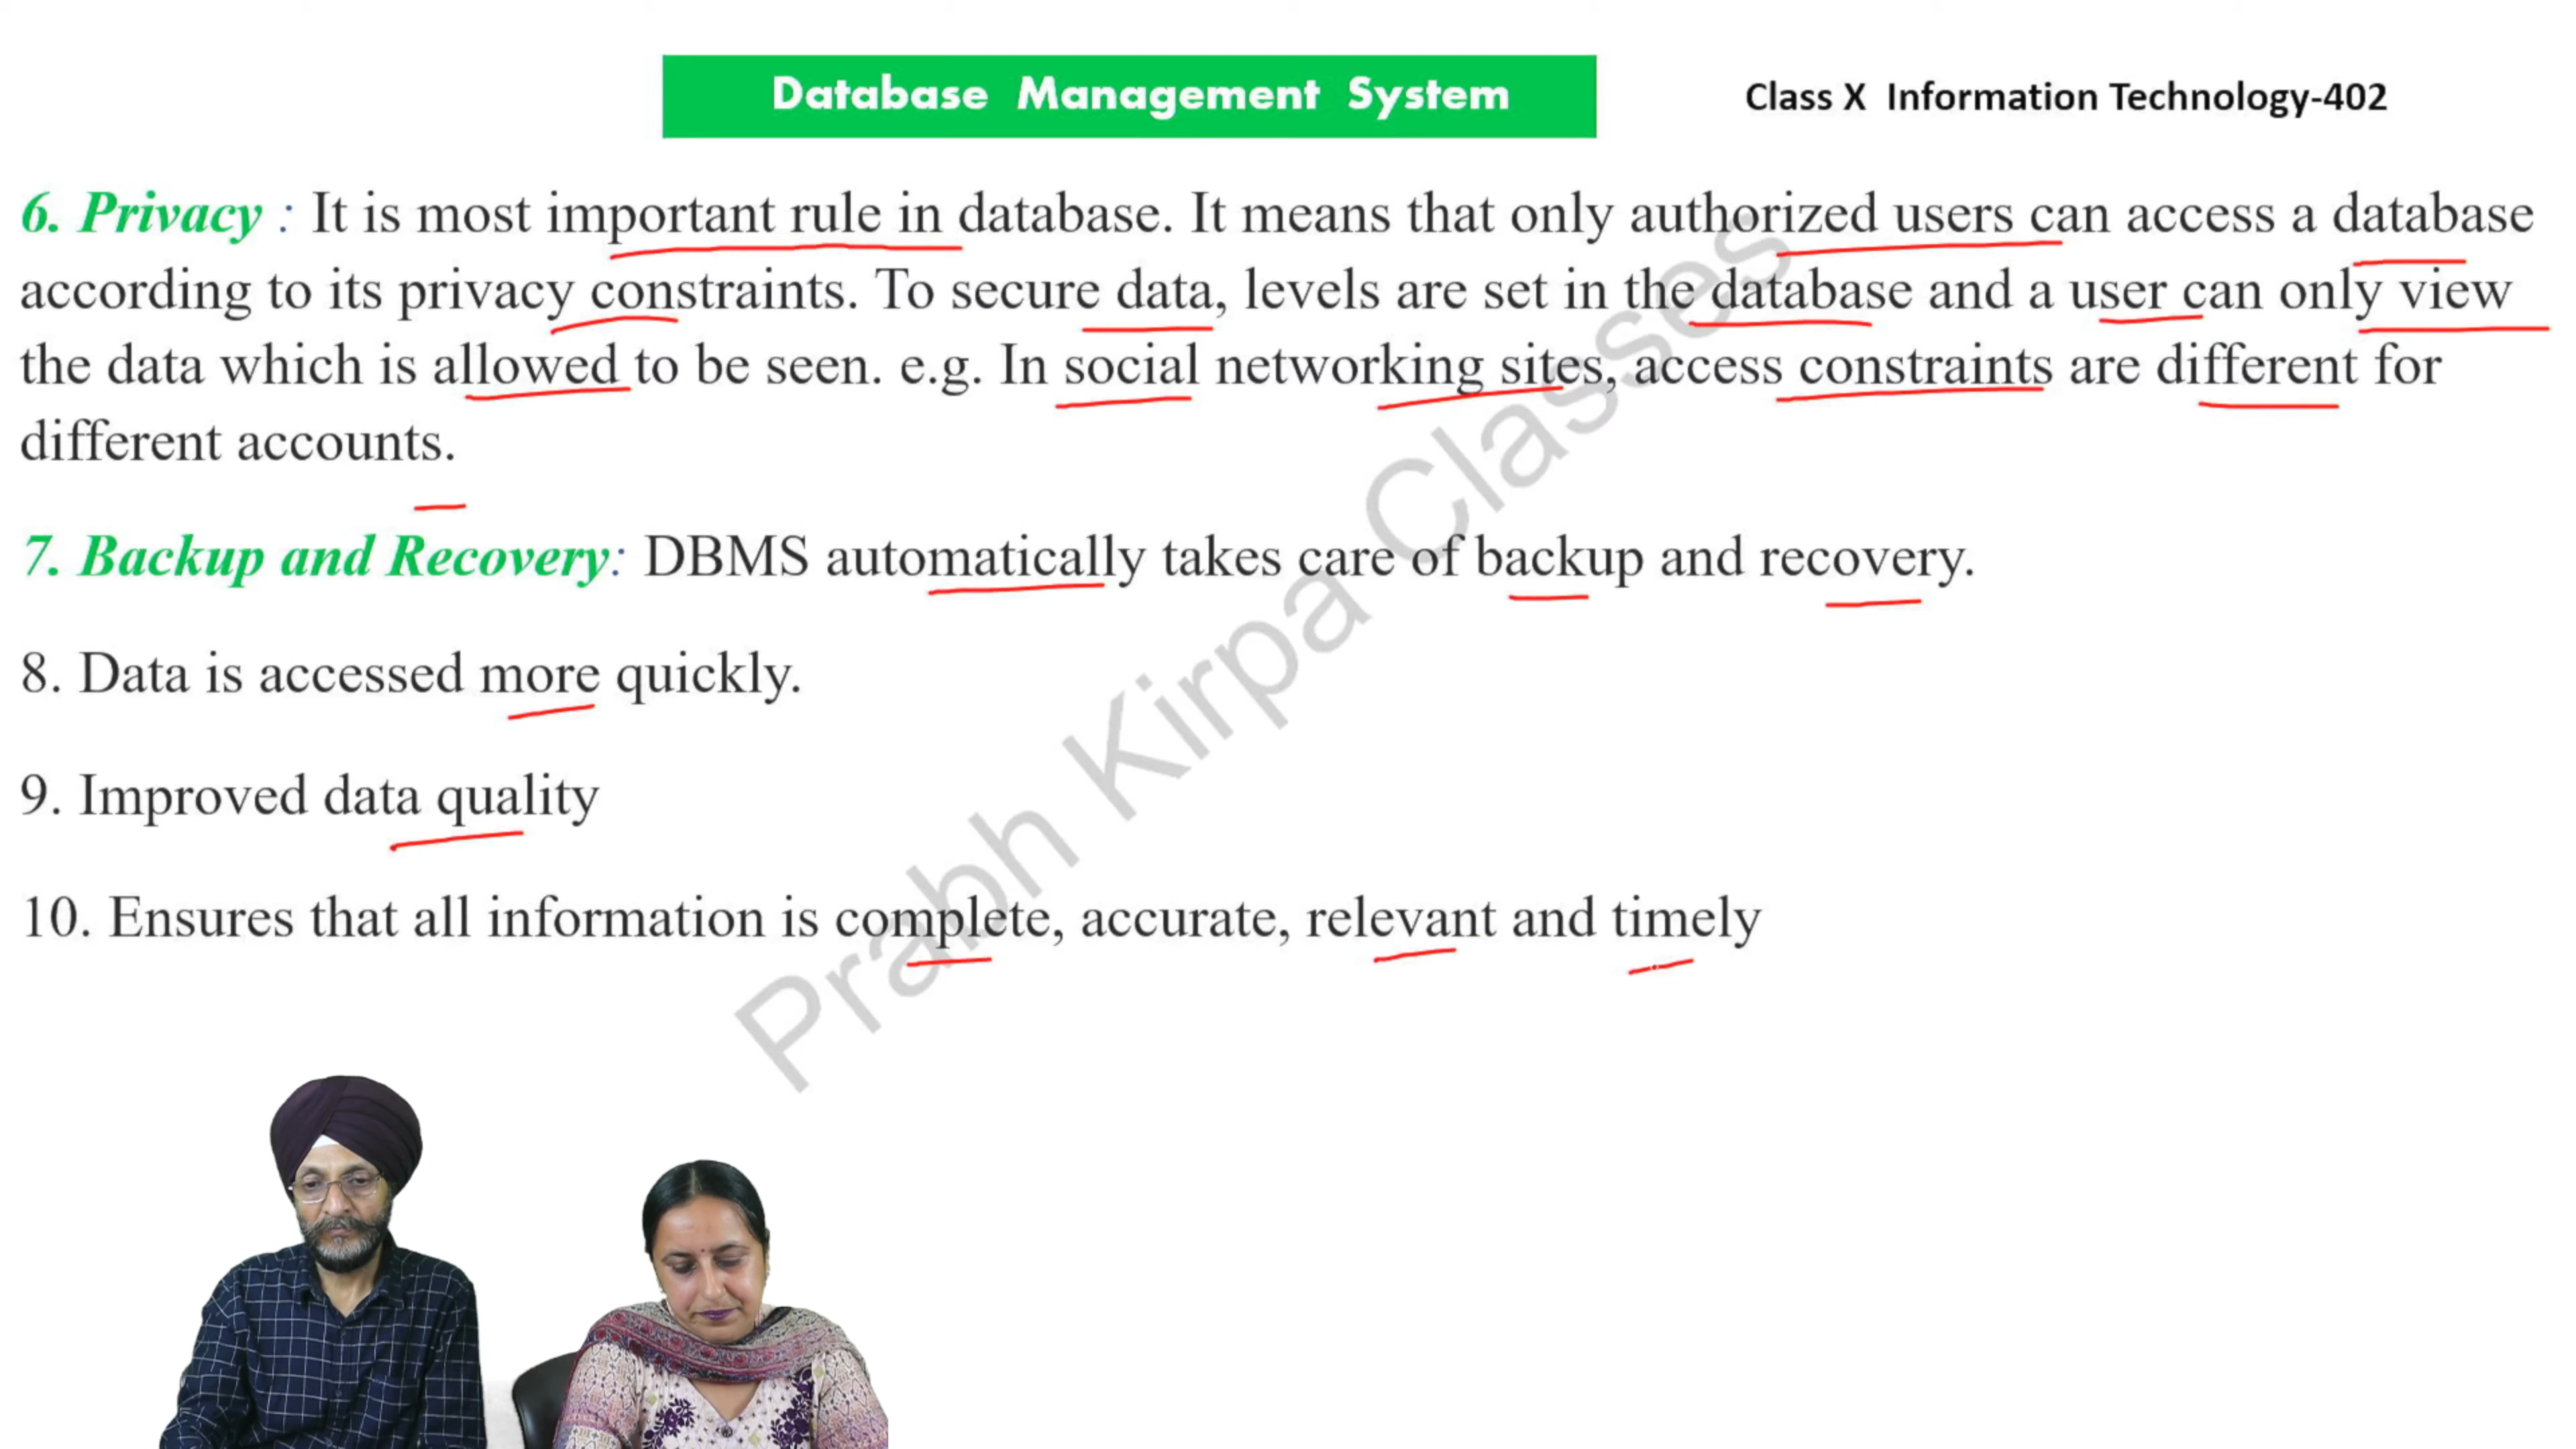 Database Management System
Class X Information Technology-402
6. Privacy : It is most important rule in database. It means that only authorized users can access a database
according to its privacy constraints. To secure data, levels are set in the database and a user can only view
the data which is allowed to be seen. e.g. In social networking sites, access constraints are different for
different accounts.
7. Backup and Recovery: DBMS automatically takes care of backup and recovery.
8. Data is accessed more quickly.
9. Improved data quality
10. Ensures that all information is complete, accurate, relevant and timely
Prabh Kirpa Classes